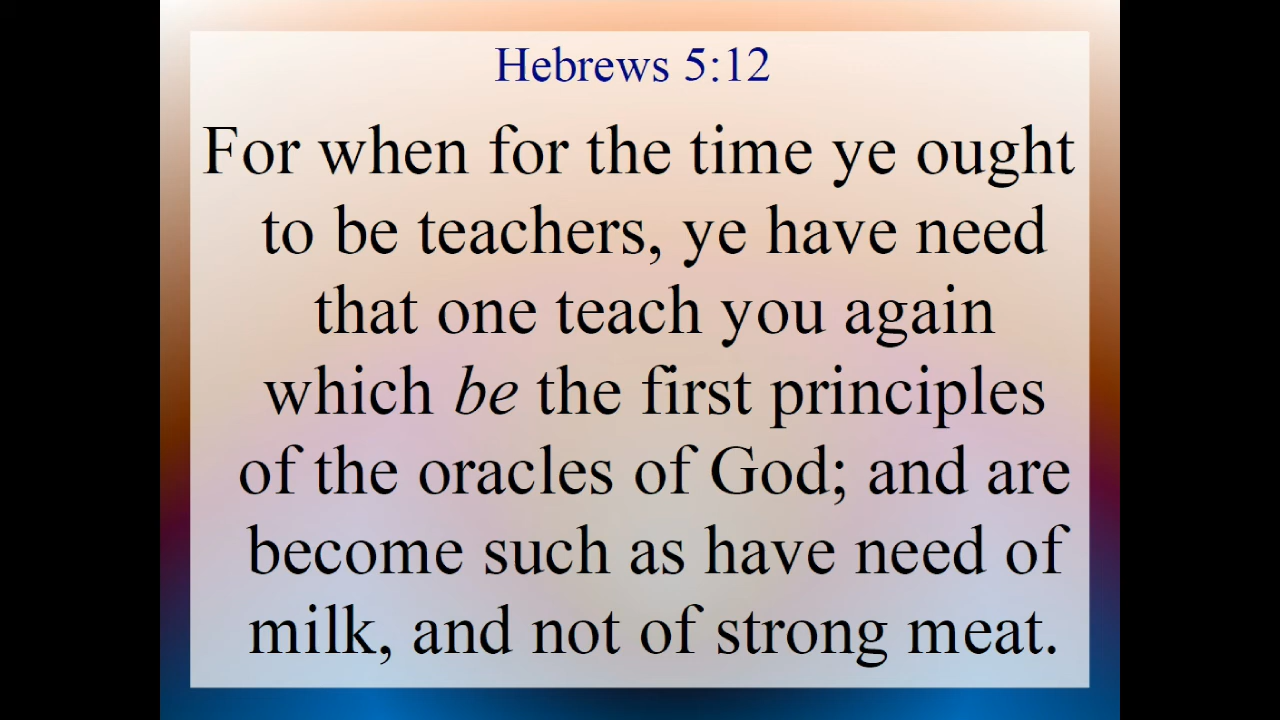 Hebrews 5:12
For when for the time ye ought
to be teachers, ye have need
that one teach you again
which be the first principles
of the oracles of God; and are
become such as have need of
milk, and not of strong meat.